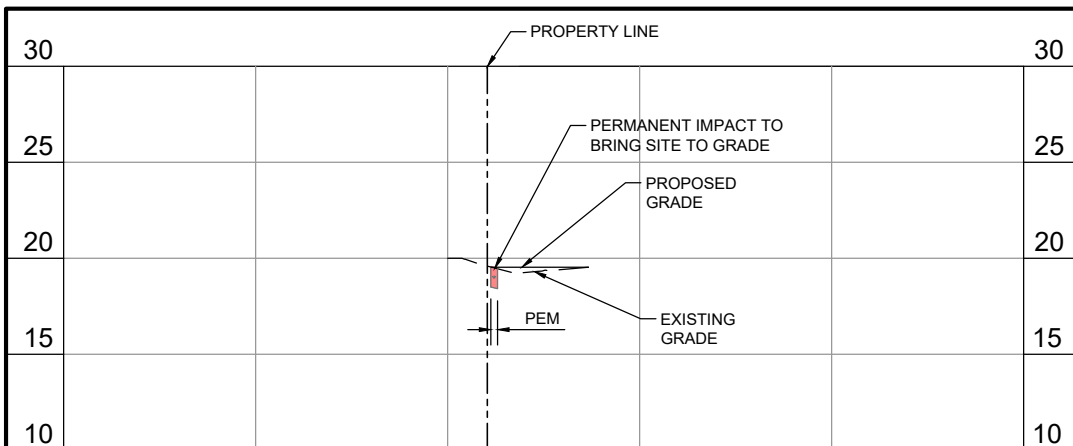 PROPERTY LINE
30 30
PERMANENT IMPACT TO
BRING SITE TO GRADE
25 25
PROPOSED
GRADE
20 20
PEM
EXISTING
GRADE
15 15
10 10